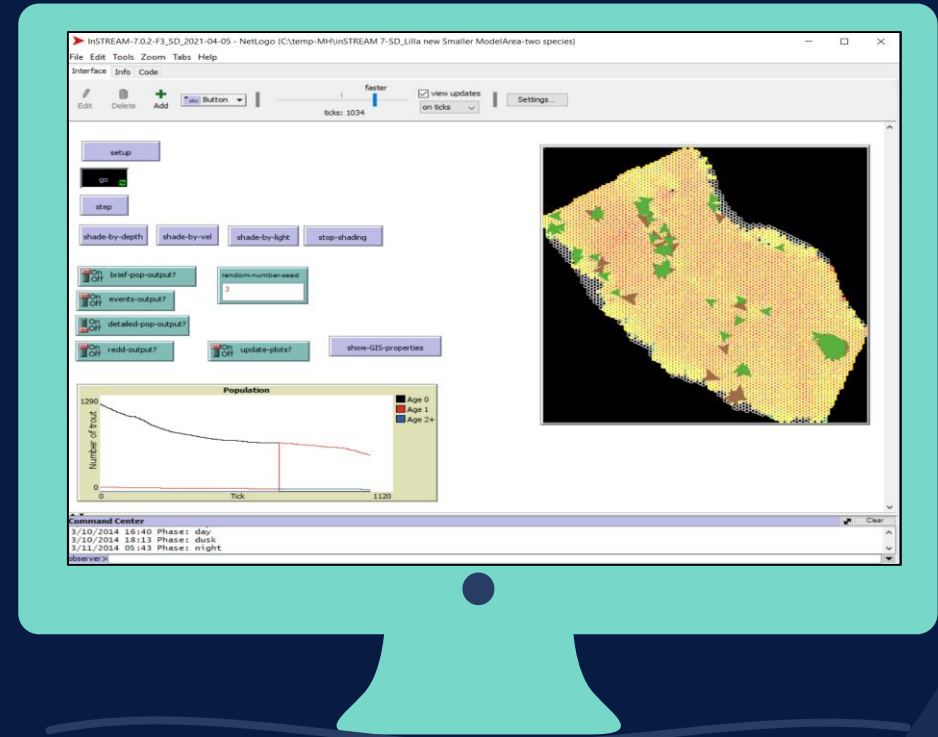 InSTREAM-7.0.2-F3_SD_2021-04-05 - NetLogo {C:\temp-MH\inSTREAM 7-SD_Lilla new Smaller ModelArea-two species}
File Edit Tools Zoom Tabs Help
Interface Info Code
Edit Delete Add abc Button faster view updates Settings...
ticks: 1034 on ticks
setup
go
step
shade-by-depth shade-by-vel shade-by-light stop-shading
On Off brief-pop-output? random-number-seed
3
On Off events-output?
On Off detailed-pop-output?
On Off redd-output? On Off update-plots? show-GIS-properties
Population
1290
Number of trout
0
0 Tick 1120
Age 0
Age 1
Age 2+
Command Center Clear
3/10/2014 16:40 Phase: day
3/10/2014 18:13 Phase: dusk
3/11/2014 05:43 Phase: night
observer>